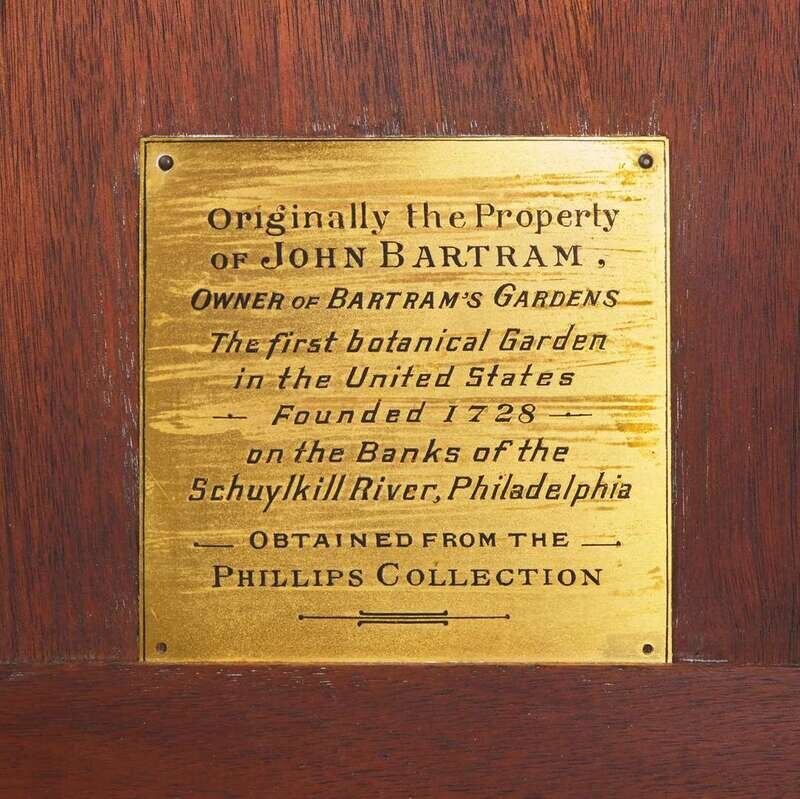 Originally the Property
OF JOHN BARTRAM,
OWNER OF BARTRAM'S GARDENS
The first botanical Garden
in the United States
— Founded 1728 —
on the Banks of the
Schuylkill River, Philadelphia
— OBTAINED FROM THE —
PHILLIPS COLLECTION